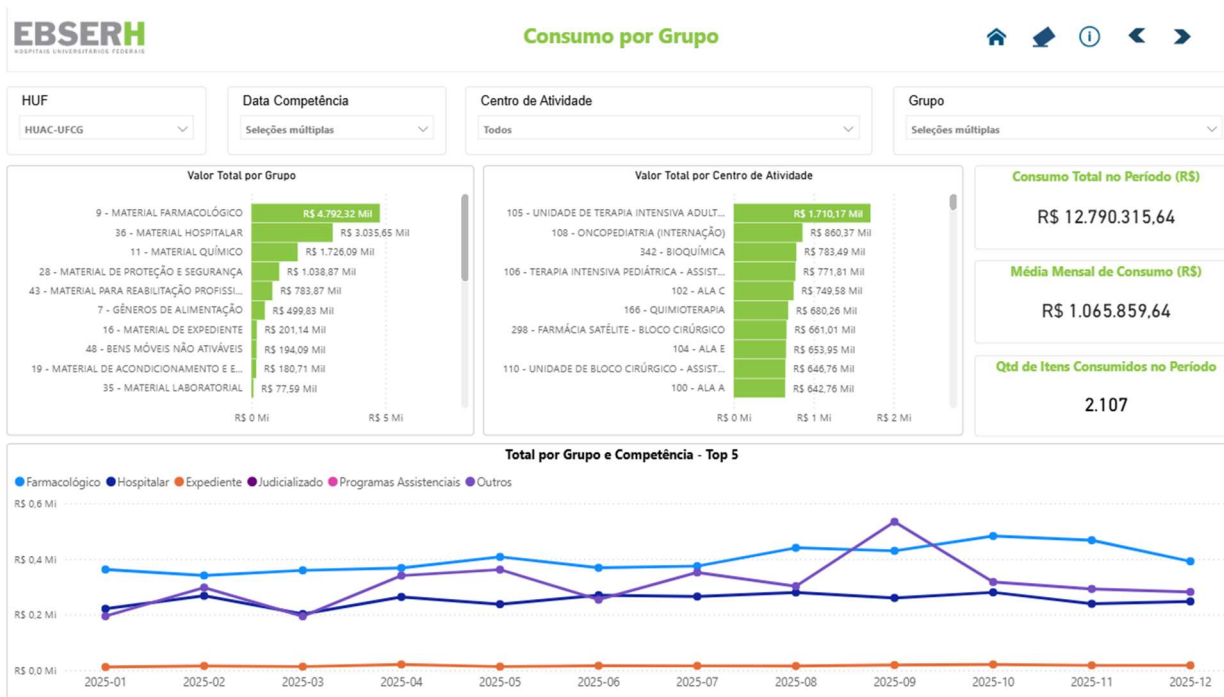 EBSERH
HOSPITAIS UNIVERSITÁRIOS FEDERAIS
Consumo por Grupo
HUF
HUAC-UFCG
Data Competência
Seleções múltiplas
Centro de Atividade
Todos
Grupo
Seleções múltiplas
Valor Total por Grupo
9 - MATERIAL FARMACOLÓGICO R$ 4.792,32 Mil
36 - MATERIAL HOSPITALAR R$ 3.035,65 Mil
11 - MATERIAL QUÍMICO R$ 1.726,09 Mil
28 - MATERIAL DE PROTEÇÃO E SEGURANÇA R$ 1.038,87 Mil
43 - MATERIAL PARA REABILITAÇÃO PROFISSI... R$ 783,87 Mil
7 - GÊNEROS DE ALIMENTAÇÃO R$ 499,83 Mil
16 - MATERIAL DE EXPEDIENTE R$ 201,14 Mil
48 - BENS MÓVEIS NÃO ATIVÁVEIS R$ 194,09 Mil
19 - MATERIAL DE ACONDICIONAMENTO E E... R$ 180,71 Mil
35 - MATERIAL LABORATORIAL R$ 77,59 Mil
R$ 0 Mi R$ 5 Mi
Valor Total por Centro de Atividade
105 - UNIDADE DE TERAPIA INTENSIVA ADULT... R$ 1.710,17 Mil
108 - ONCOPEDIATRIA (INTERNAÇÃO) R$ 860,37 Mil
342 - BIOQUÍMICA R$ 783,49 Mil
106 - TERAPIA INTENSIVA PEDIÁTRICA - ASSIST... R$ 771,81 Mil
102 - ALA C R$ 749,58 Mil
166 - QUIMIOTERAPIA R$ 680,26 Mil
298 - FARMÁCIA SATÉLITE - BLOCO CIRÚRGICO R$ 661,01 Mil
104 - ALA E R$ 653,95 Mil
110 - UNIDADE DE BLOCO CIRÚRGICO - ASSIST... R$ 646,76 Mil
100 - ALA A R$ 642,76 Mil
R$ 0 Mi R$ 1 Mi R$ 2 Mi
Consumo Total no Período (R$)
R$ 12.790.315,64
Média Mensal de Consumo (R$)
R$ 1.065.859,64
Qtd de Itens Consumidos no Período
2.107
Total por Grupo e Competência - Top 5
Farmacológico Hospitalar Expediente Judicializado Programas Assistenciais Outros
R$ 0,6 Mi
R$ 0,4 Mi
R$ 0,2 Mi
R$ 0,0 Mi
2025-01 2025-02 2025-03 2025-04 2025-05 2025-06 2025-07 2025-08 2025-09 2025-10 2025-11 2025-12